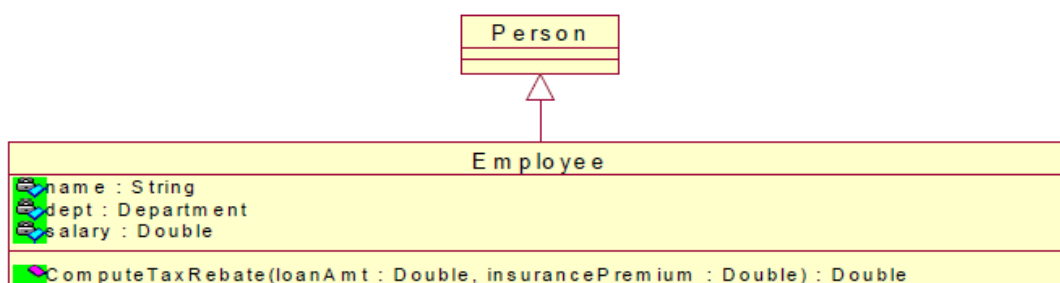 Person
Employee
name : String
dept : Department
salary : Double
ComputeTaxRebate(loanAmt : Double, insurancePremium : Double) : Double